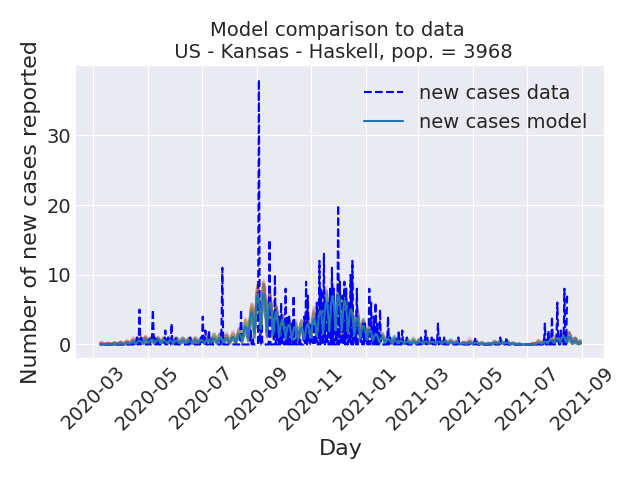 Model comparison to data
US - Kansas - Haskell, pop. = 3968
Number of new cases reported
30
20
10
0
new cases data
new cases model
2020-03
2020-05
2020-07
2020-09
2020-11
2021-01
2021-03
2021-05
2021-07
2021-09
Day